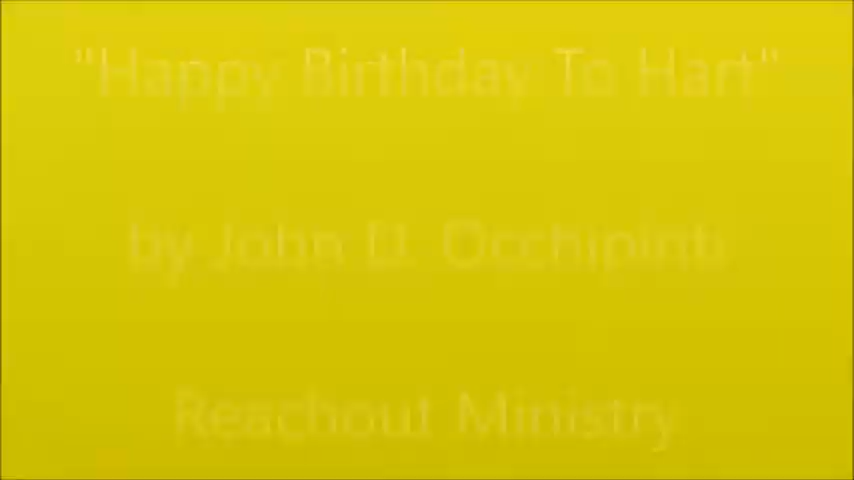 "Happy Birthday To Hart"
by John D. Occhipinti
Reachout Ministry